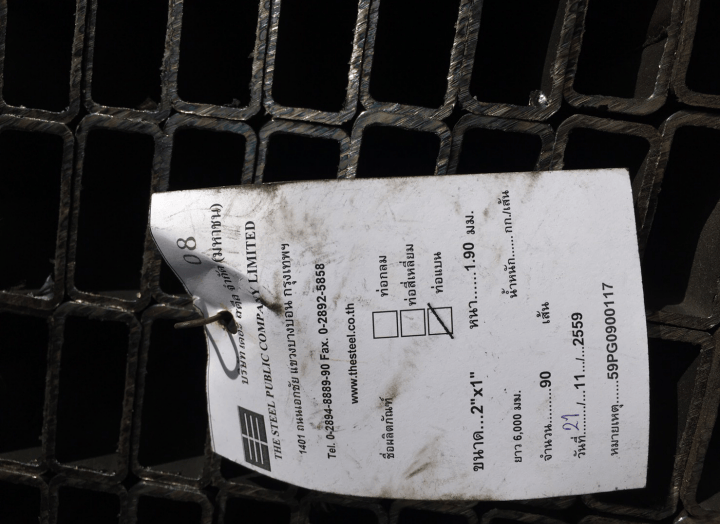 08
บริษัท เดอะ สตีล จำกัด (มหาชน)
THE STEEL PUBLIC COMPANY LIMITED
1401 ถนนเอกชัย แขวงบางบอน กรุงเทพฯ
Tel. 0-2894-8889-90 Fax. 0-2892-5858
www.thesteel.co.th
ชื่อผลิตภัณฑ์ ท่อกลม
ท่อสี่เหลี่ยม
ท่อแบน
ขนาด...2"x1" หนา......1.90 มม.
ยาว 6,000 มม. น้ำหนัก...... กก./เส้น
จำนวน.........90 เส้น
วันที่ 21 /...11.../...2559
หมายเหตุ......59PG0900117